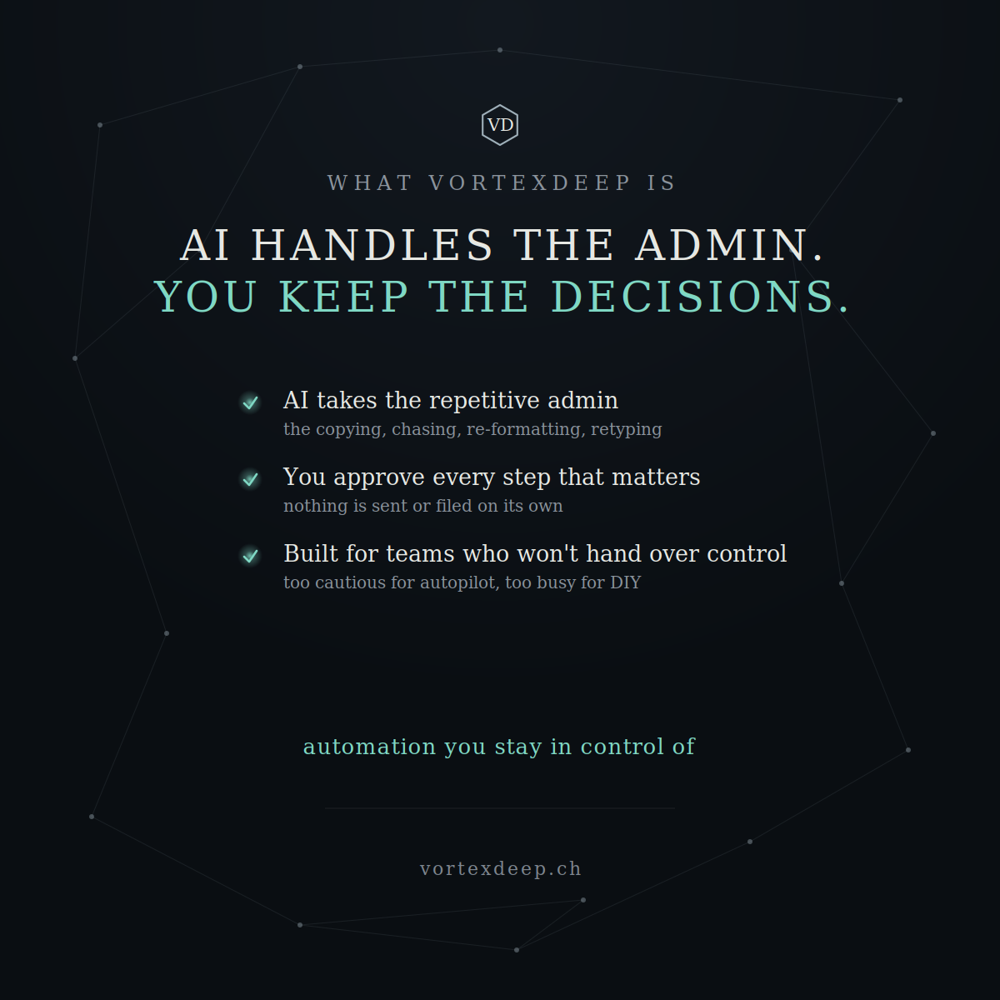 VD
WHAT VORTEXDEEP IS
AI HANDLES THE ADMIN.
YOU KEEP THE DECISIONS.
AI takes the repetitive admin
the copying, chasing, re-formatting, retyping
You approve every step that matters
nothing is sent or filed on its own
Built for teams who won't hand over control
too cautious for autopilot, too busy for DIY
automation you stay in control of
vortexdeep.ch